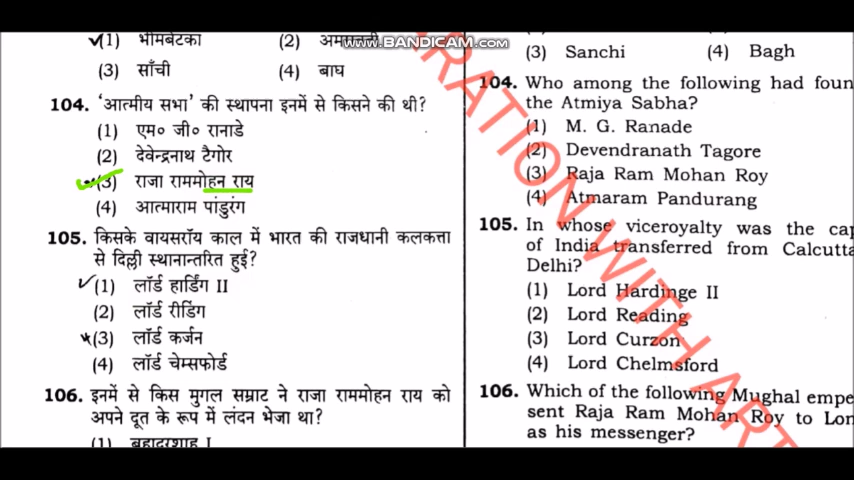 WWW.BANDICAM.COM
(1) भीमबेटका (2) अमरावती
(3) साँची (4) बाघ
104. 'आत्मीय सभा' की स्थापना इनमें से किसने की थी?
(1) एम० जी० रानाडे
(2) देवेन्द्रनाथ टैगोर
(3) राजा राममोहन राय
(4) आत्माराम पांडुरंग
105. किसके वायसरॉय काल में भारत की राजधानी कलकत्ता
से दिल्ली स्थानान्तरित हुई?
(1) लॉर्ड हार्डिंग II
(2) लॉर्ड रीडिंग
(3) लॉर्ड कर्जन
(4) लॉर्ड चेम्सफोर्ड
106. इनमें से किस मुगल सम्राट ने राजा राममोहन राय को
अपने दूत के रूप में लंदन भेजा था?
(1) बहादुरशाह I
(3) Sanchi (4) Bagh
104. Who among the following had foun
the Atmiya Sabha?
(1) M. G. Ranade
(2) Devendranath Tagore
(3) Raja Ram Mohan Roy
(4) Atmaram Pandurang
105. In whose viceroyalty was the cap
of India transferred from Calcutta
Delhi?
(1) Lord Hardinge II
(2) Lord Reading
(3) Lord Curzon
(4) Lord Chelmsford
106. Which of the following Mughal empe
sent Raja Ram Mohan Roy to Lon
as his messenger?
ARATION WITH ART